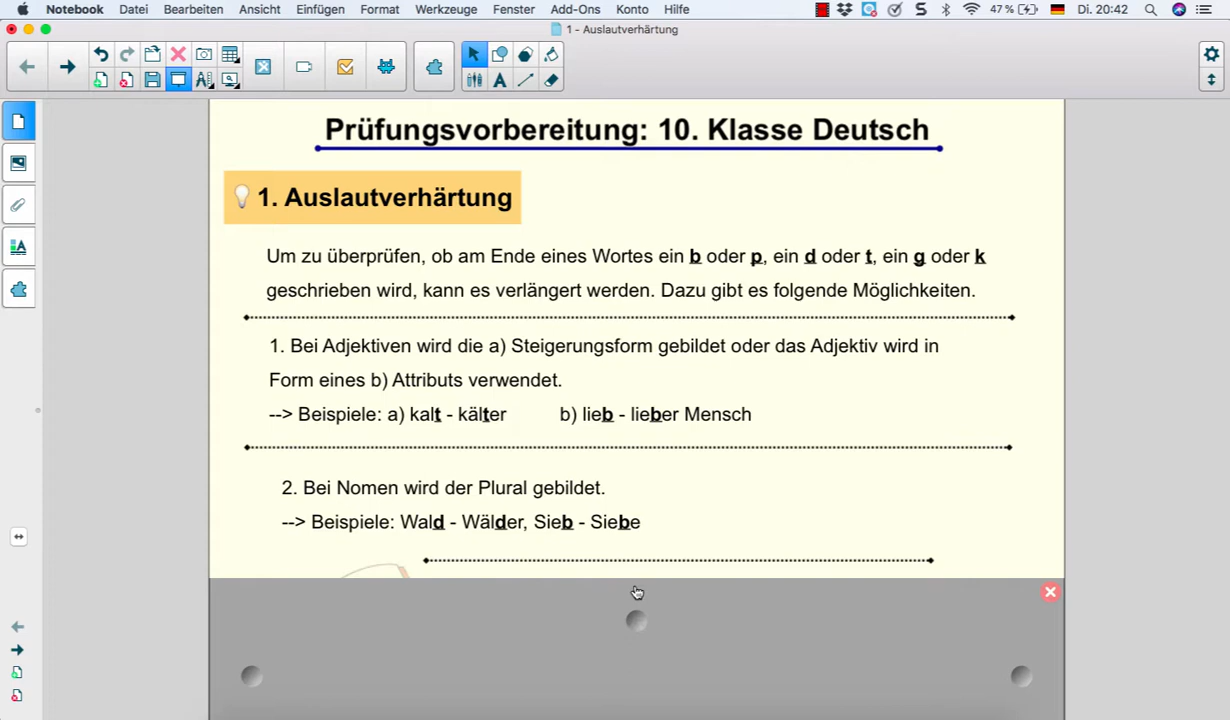 Notebook Datei Bearbeiten Ansicht Einfügen Format Werkzeuge Fenster Add-Ons Konto Hilfe 47 % Di. 20:42
1 - Auslautverhärtung
Prüfungsvorbereitung: 10. Klasse Deutsch
1. Auslautverhärtung
Um zu überprüfen, ob am Ende eines Wortes ein b oder p, ein d oder t, ein g oder k
geschrieben wird, kann es verlängert werden. Dazu gibt es folgende Möglichkeiten.
1. Bei Adjektiven wird die a) Steigerungsform gebildet oder das Adjektiv wird in
Form eines b) Attributs verwendet.
--> Beispiele: a) kalt - kälter b) lieb - lieber Mensch
2. Bei Nomen wird der Plural gebildet.
--> Beispiele: Wald - Wälder, Sieb - Siebe